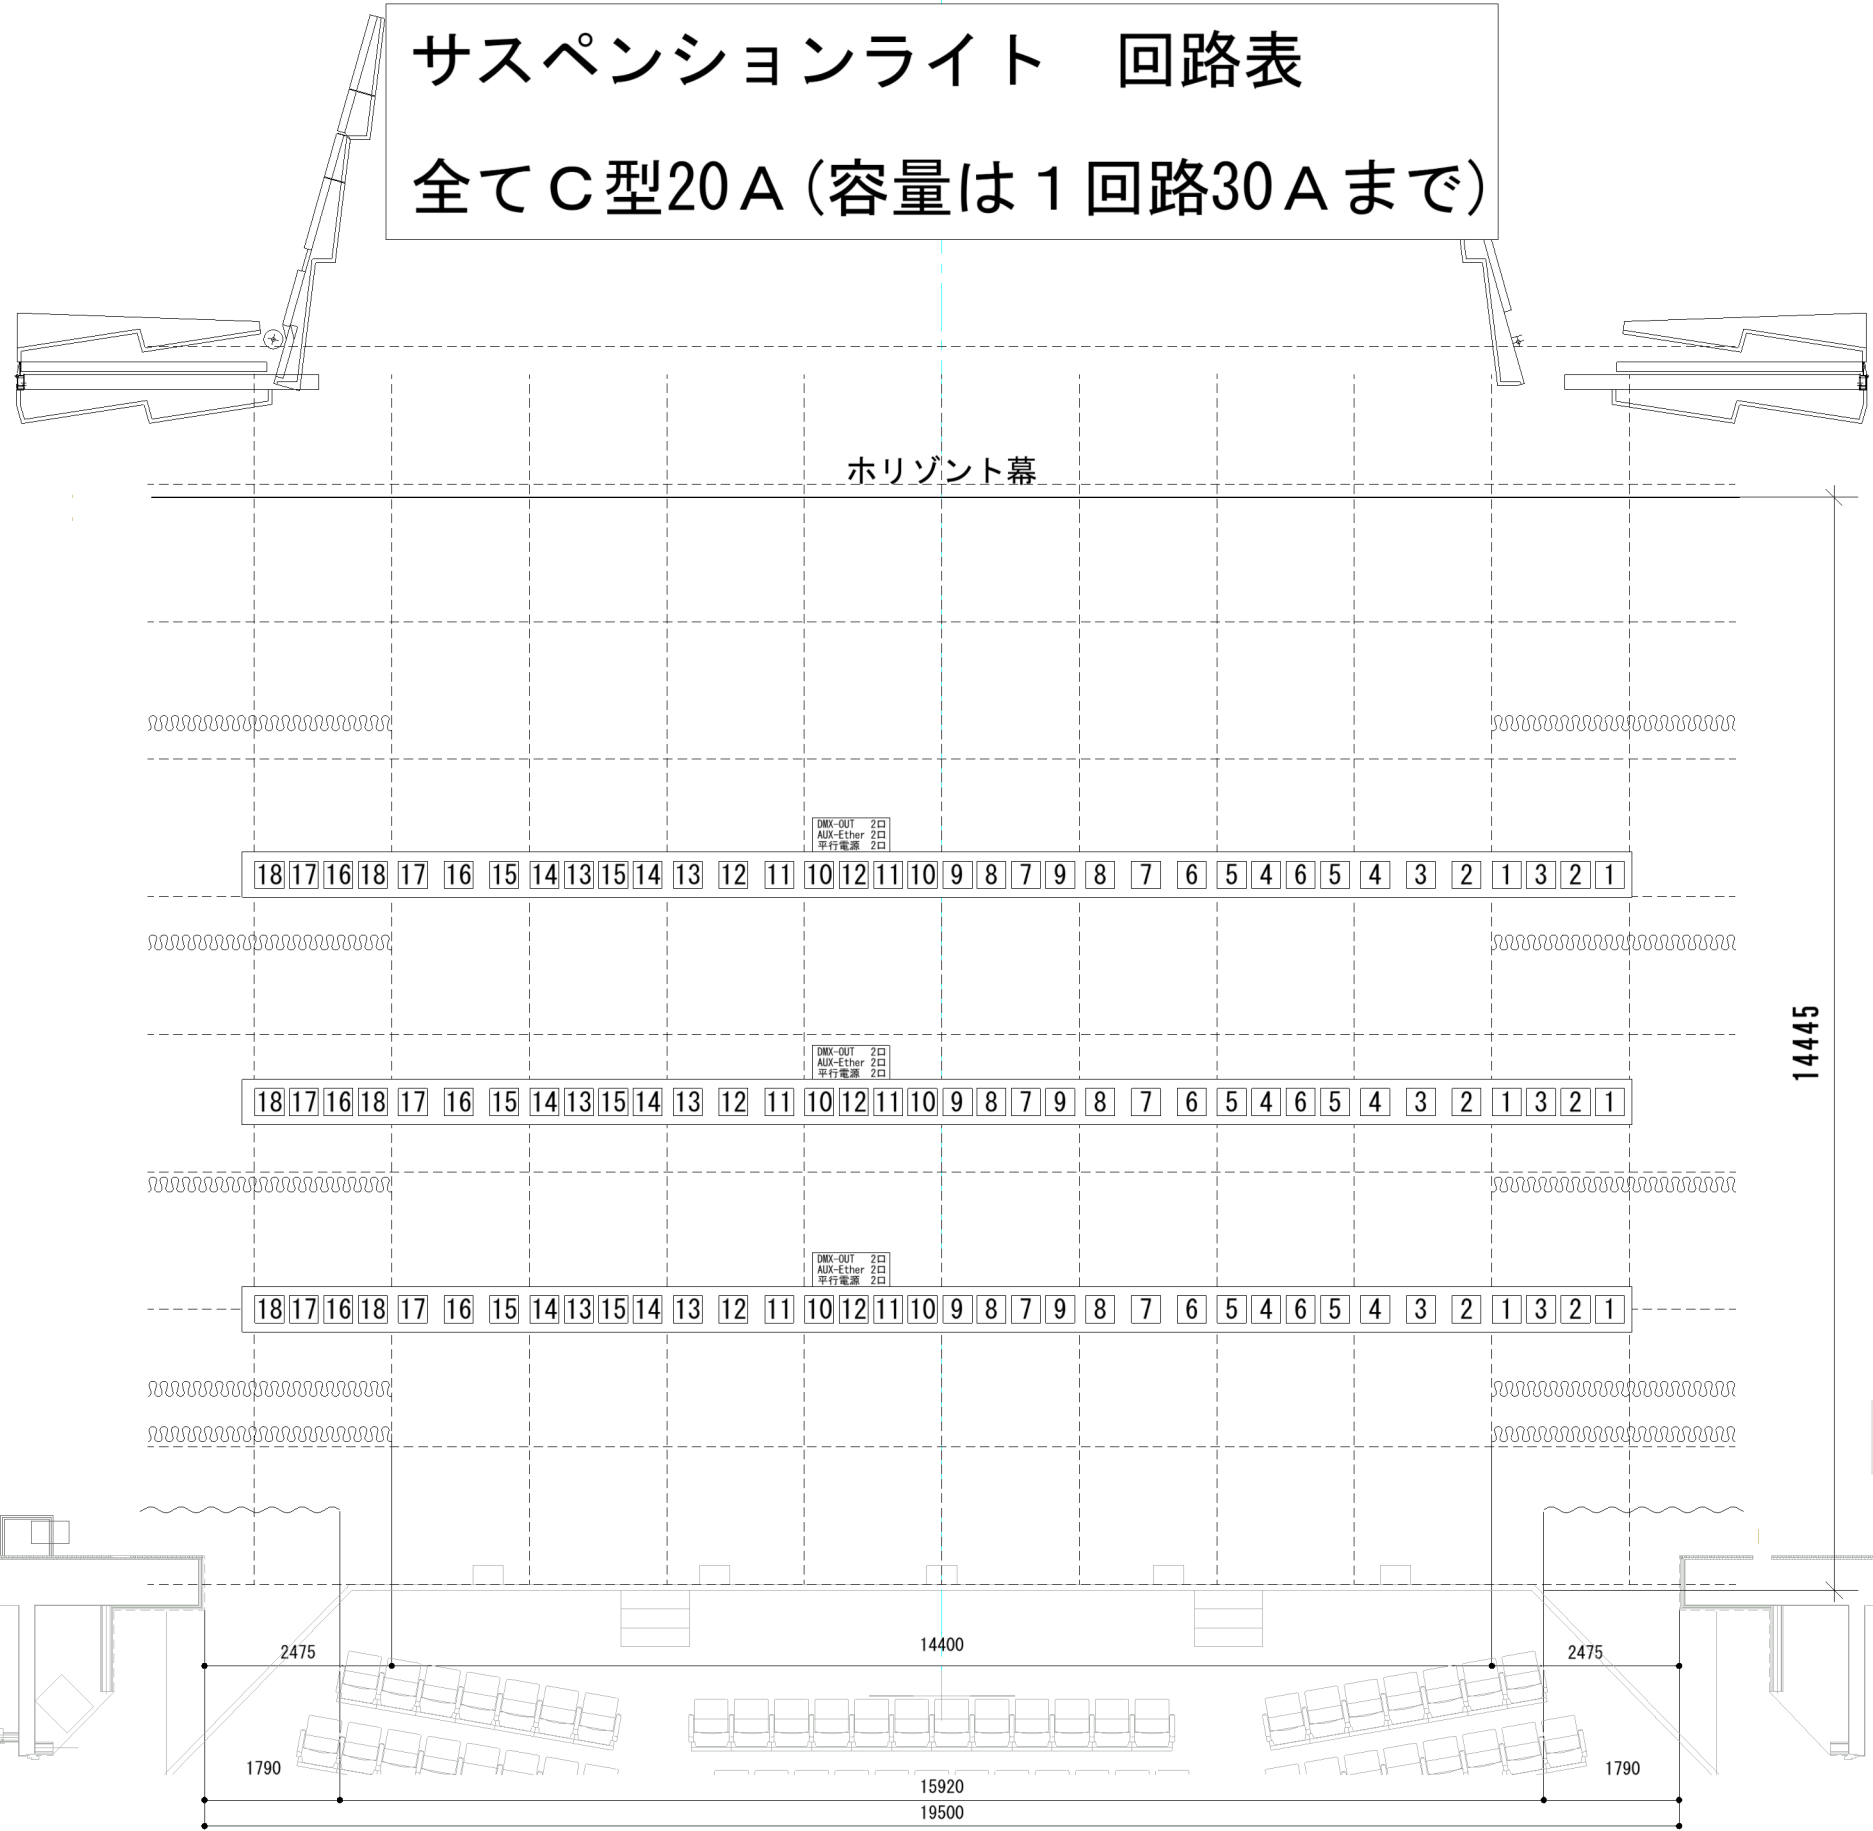 サスペンションライト　回路表
全てＣ型20Ａ(容量は１回路30Ａまで)
ホリゾント幕
DMX-OUT 2口
AUX-Ether 2口
平行電源 2口
18 17 16 18 17 16 15 14 13 15 14 13 12 11 10 12 11 10 9 8 7 9 8 7 6 5 4 6 5 4 3 2 1 3 2 1
14445
DMX-OUT 2口
AUX-Ether 2口
平行電源 2口
18 17 16 18 17 16 15 14 13 15 14 13 12 11 10 12 11 10 9 8 7 9 8 7 6 5 4 6 5 4 3 2 1 3 2 1
DMX-OUT 2口
AUX-Ether 2口
平行電源 2口
18 17 16 18 17 16 15 14 13 15 14 13 12 11 10 12 11 10 9 8 7 9 8 7 6 5 4 6 5 4 3 2 1 3 2 1
2475 14400 2475
1790 15920 1790
19500